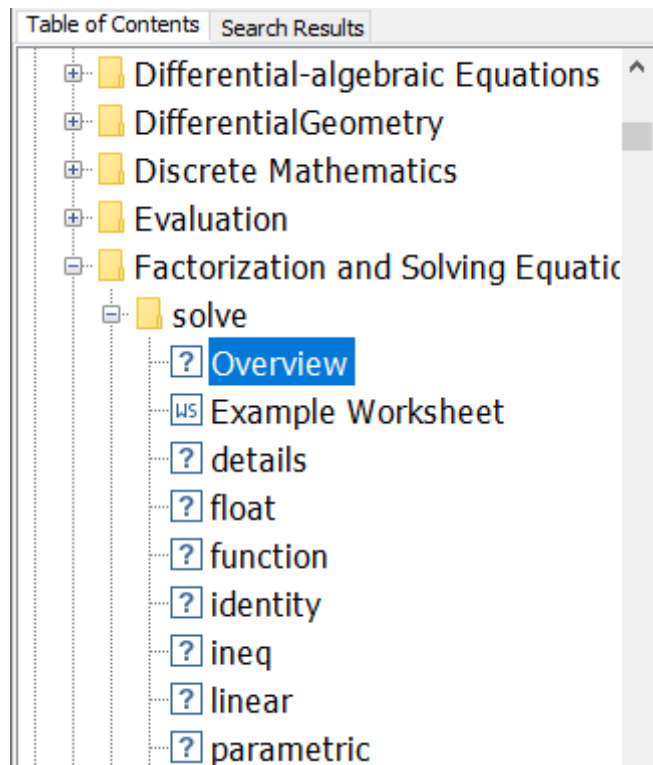 Table of Contents Search Results
Differential-algebraic Equations
DifferentialGeometry
Discrete Mathematics
Evaluation
Factorization and Solving Equatic
solve
? Overview
WS Example Worksheet
? details
? float
? function
? identity
? ineq
? linear
? parametric